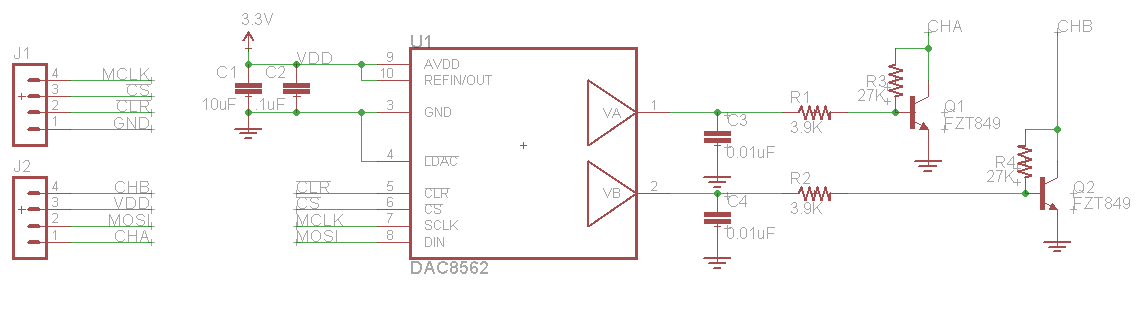 3.3V
CHA
CHB
U1
J1
VDD
4 MCLK
3 CS
2 CLR
1 GND
C1
10uF
C2
.1uF
9 AVDD
10 REFIN/OUT
3 GND
4 LDAC
5 CLR
6 CS
7 SCLK
8 DIN
CLR
CS
MCLK
MOSI
J2
4 CHB
3 VDD
2 MOSI
1 CHA
VA 1
VB 2
DAC8562
C3
0.01uF
C4
0.01uF
R1
3.9K
R2
3.9K
R3
27K
Q1
FZT849
R4
27K
Q2
FZT849